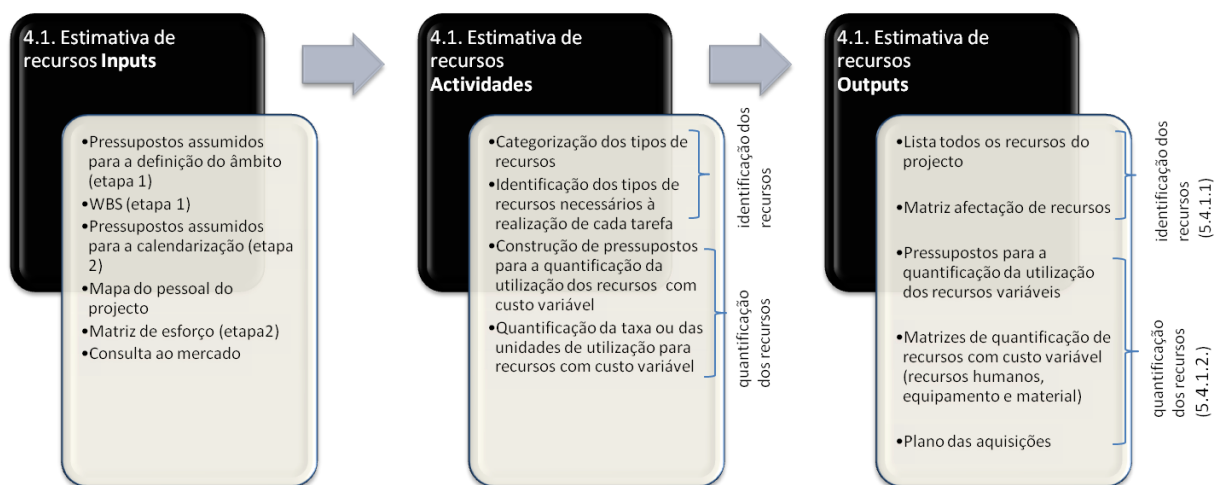 4.1. Estimativa de
recursos Inputs
•Pressupostos assumidos
para a definição do âmbito
(etapa 1)
•WBS (etapa 1)
•Pressupostos assumidos
para a calendarização (etapa
2)
•Mapa do pessoal do
projecto
•Matriz de esforço (etapa2)
•Consulta ao mercado
4.1. Estimativa de
recursos
Actividades
•Categorização dos tipos de
recursos
•Identificação dos tipos de
recursos necessários à
realização de cada tarefa
•Construção de pressupostos
para a quantificação da
utilização dos recursos com
custo variável
•Quantificação da taxa ou das
unidades de utilização para
recursos com custo variável
identificação dos
recursos
quantificação
dos recursos
4.1. Estimativa de
recursos
Outputs
•Lista todos os recursos do
projecto
•Matriz afectação de recursos
•Pressupostos para a
quantificação da utilização
dos recursos variáveis
•Matrizes de quantificação de
recursos com custo variável
(recursos humanos,
equipamento e material)
•Plano das aquisições
identificação dos
recursos
(5.4.1.1)
quantificação
dos recursos
(5.4.1.2.)